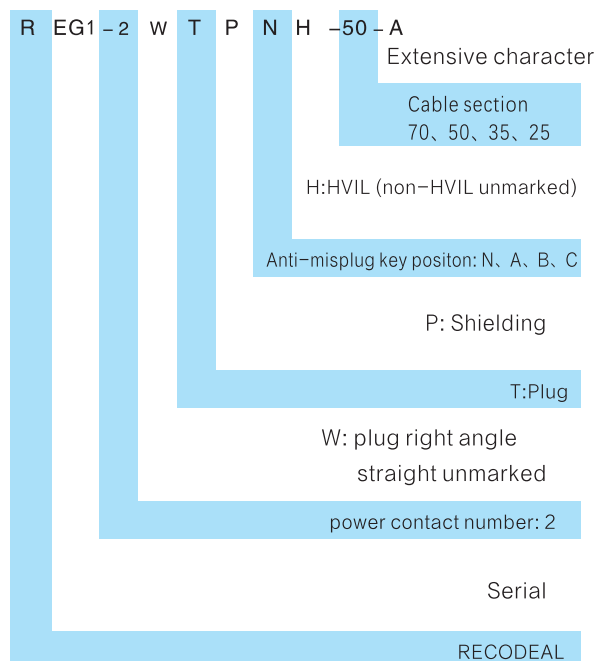 R EG1 - 2 W T P N H -50 - A
Extensive character
Cable section
70、50、35、25
H:HVIL (non-HVIL unmarked)
Anti-misplug key positon: N、A、B、C
P: Shielding
T:Plug
W: plug right angle
straight unmarked
power contact number: 2
Serial
RECODEAL